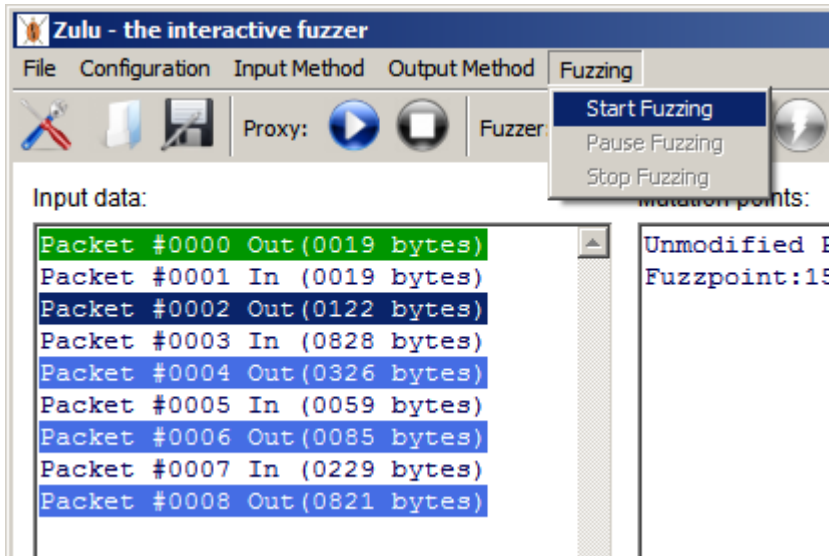 Zulu - the interactive fuzzer
File Configuration Input Method Output Method Fuzzing
Start Fuzzing
Pause Fuzzing
Stop Fuzzing
Proxy: Fuzzer:
Input data:
Mutation points:
Packet #0000 Out(0019 bytes)
Packet #0001 In (0019 bytes)
Packet #0002 Out(0122 bytes)
Packet #0003 In (0828 bytes)
Packet #0004 Out(0326 bytes)
Packet #0005 In (0059 bytes)
Packet #0006 Out(0085 bytes)
Packet #0007 In (0229 bytes)
Packet #0008 Out(0821 bytes)
Unmodified
Fuzzpoint:15